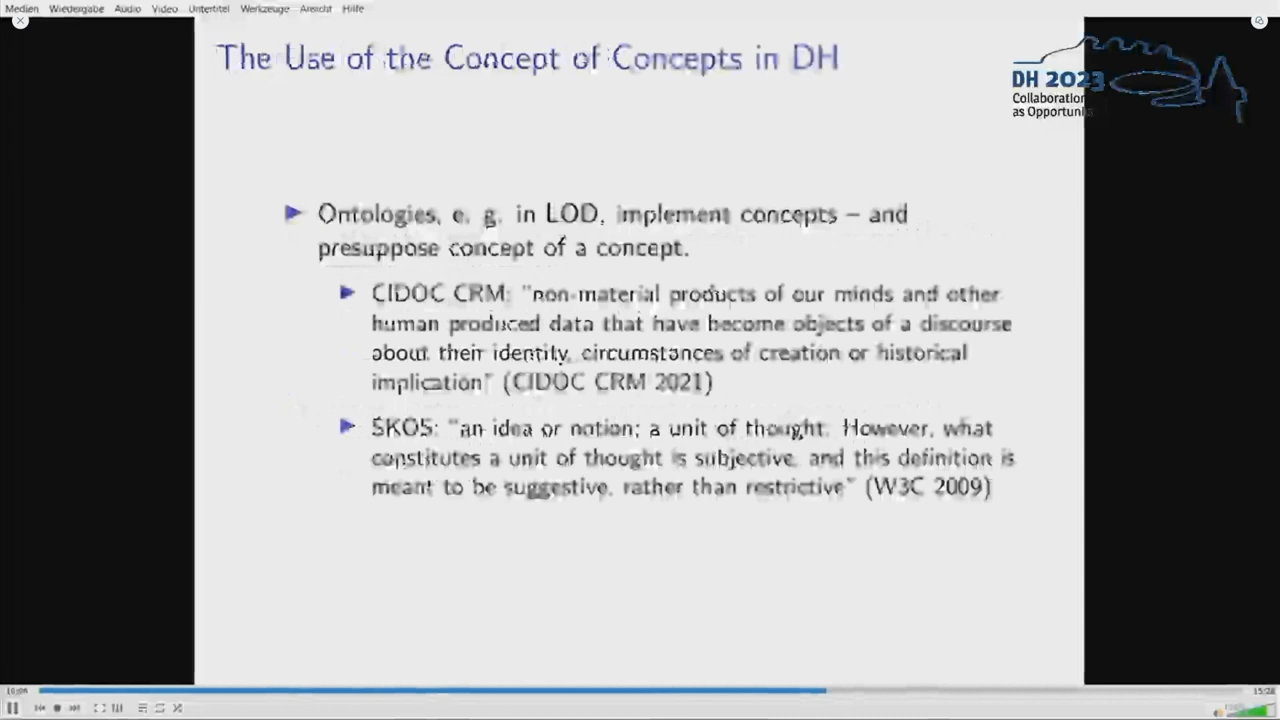 Medien Wiedergabe Audio Video Untertitel Werkzeuge Ansicht Hilfe
The Use of the Concept of Concepts in DH
DH 2023
Collaboration
as Opportunity
Ontologies, e. g. in LOD, implement concepts – and
presuppose concept of a concept.
CIDOC CRM: "non-material products of our minds and other
human produced data that have become objects of a discourse
about their identity, circumstances of creation or historical
implication" (CIDOC CRM 2021)
SKOS: "an idea or notion; a unit of thought. However, what
constitutes a unit of thought is subjective, and this definition is
meant to be suggestive, rather than restrictive" (W3C 2009)
15:28